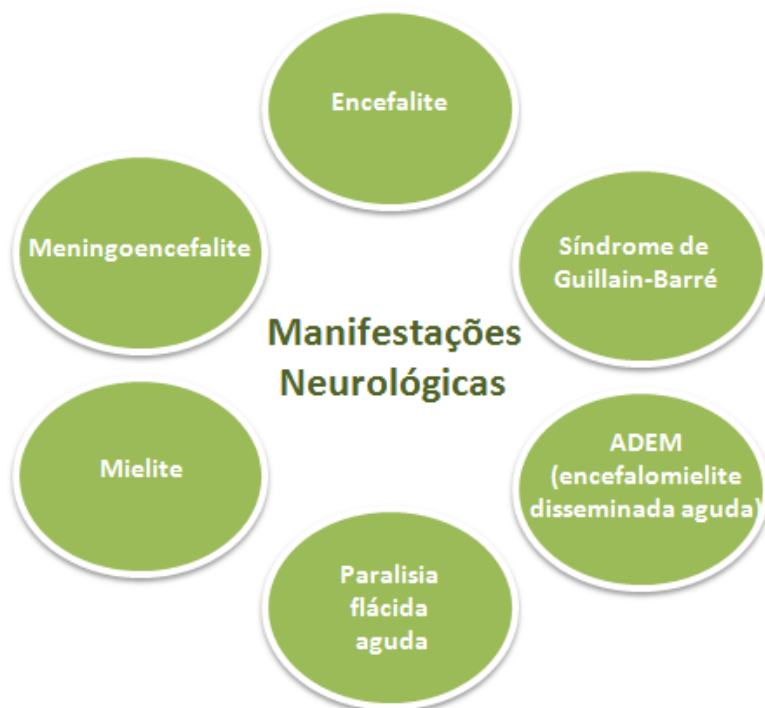 Encefalite
Meningoencefalite
Síndrome de
Guillain-Barré
Manifestações
Neurológicas
Mielite
ADEM
(encefalomielite
disseminada aguda)
Paralisia
flácida
aguda